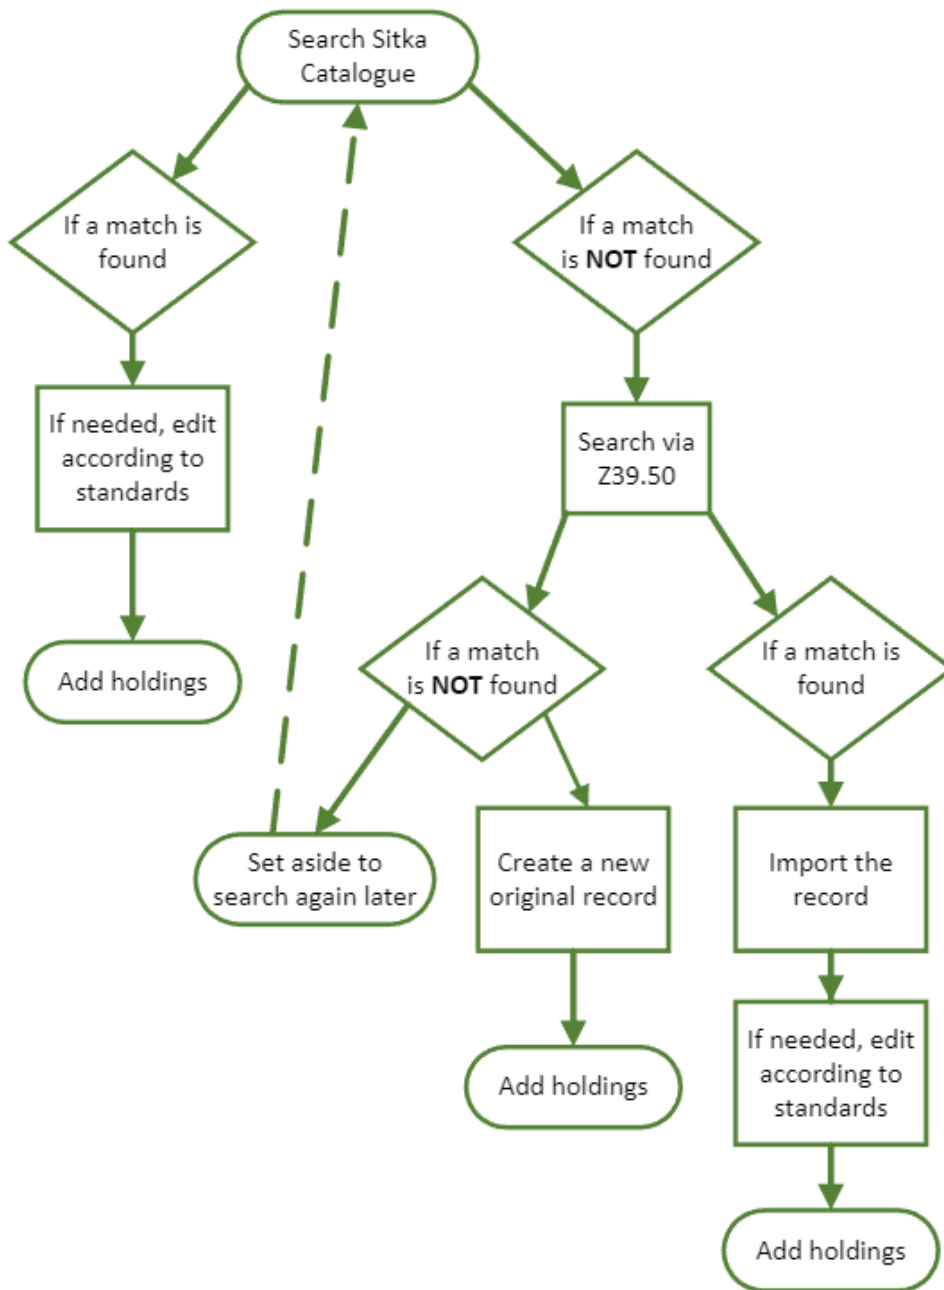 Search Sitka
Catalogue
If a match is
found
If a match
is NOT found
If needed, edit
according to
standards
Search via
Z39.50
Add holdings
If a match
is NOT found
If a match is
found
Set aside to
search again later
Create a new
original record
Import the
record
Add holdings
If needed, edit
according to
standards
Add holdings